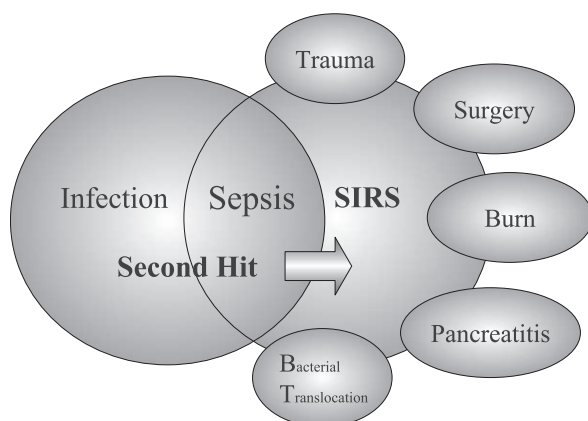 Trauma
Surgery
Infection
Sepsis
SIRS
Burn
Second Hit
Pancreatitis
Bacterial
Translocation